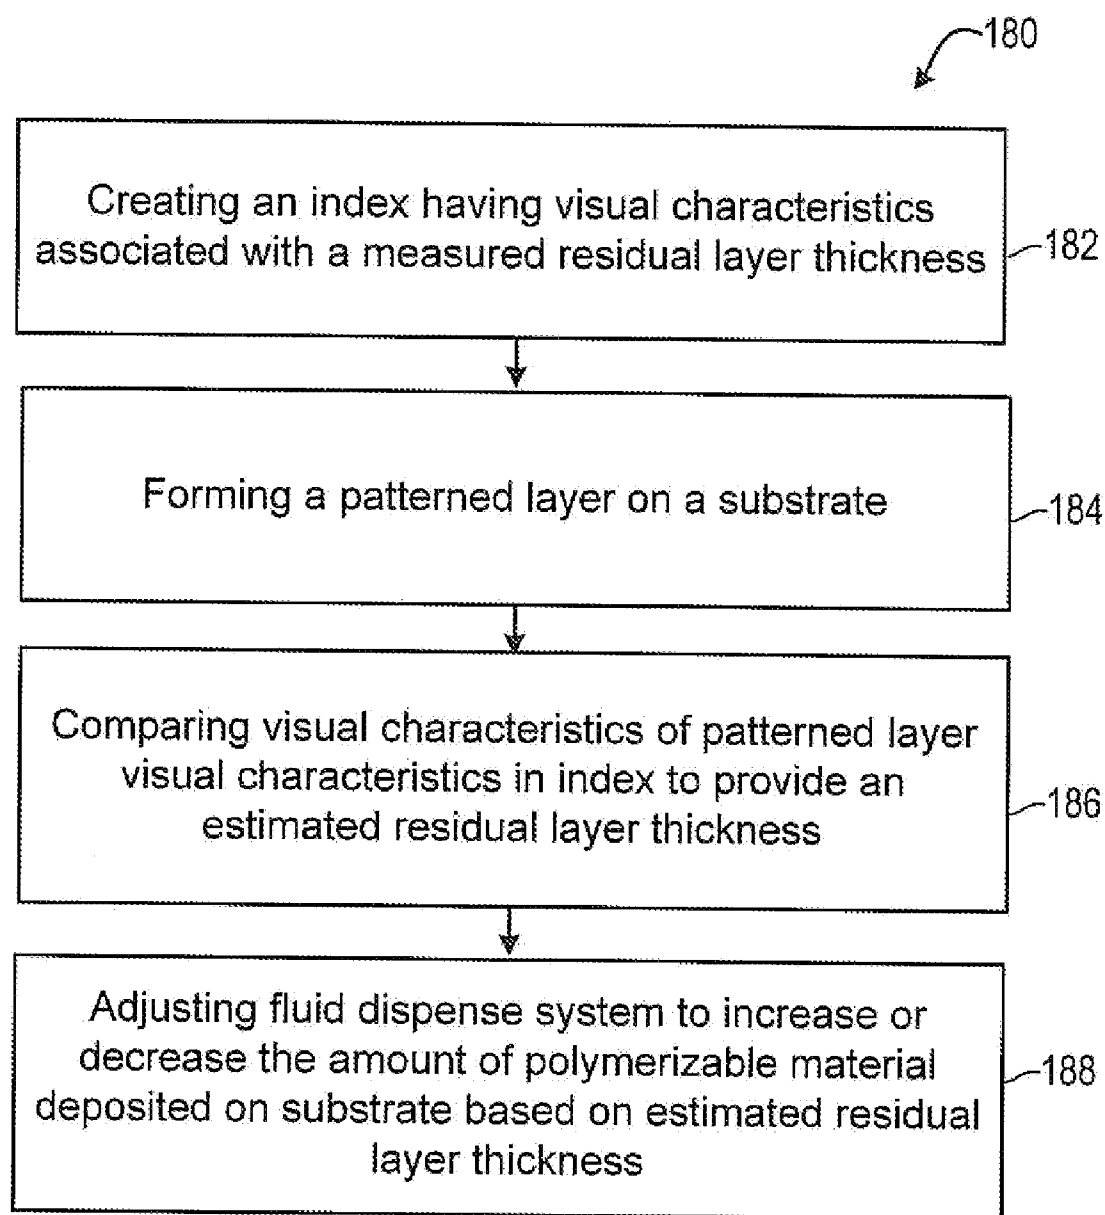 180
Creating an index having visual characteristics
associated with a measured residual layer thickness
182
Forming a patterned layer on a substrate
184
Comparing visual characteristics of patterned layer
visual characteristics in index to provide an
estimated residual layer thickness
186
Adjusting fluid dispense system to increase or
decrease the amount of polymerizable material
deposited on substrate based on estimated residual
layer thickness
188